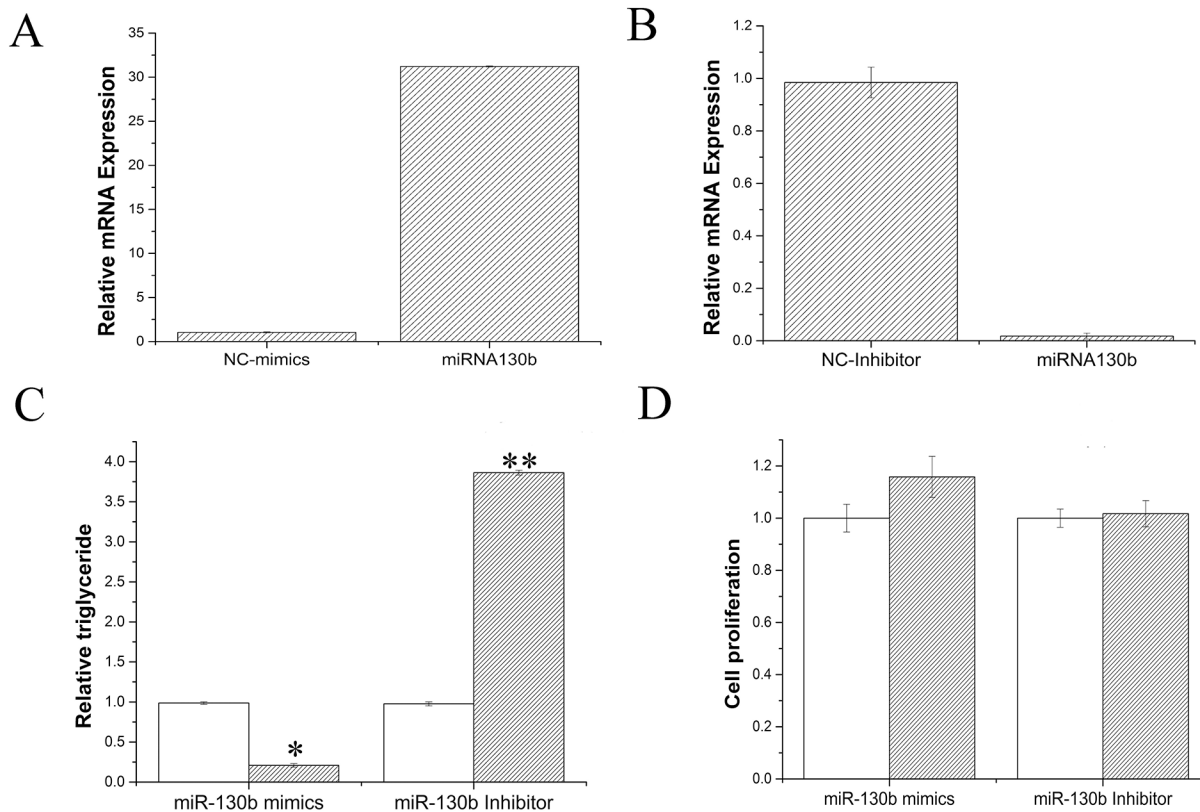 A
Relative mRNA Expression
35
30
25
20
15
10
5
0
NC-mimics miRNA130b
B
Relative mRNA Expression
1.2
1.0
0.8
0.6
0.4
0.2
0.0
NC-Inhibitor miRNA130b
C
Relative triglyceride
4.0
3.5
3.0
2.5
2.0
1.5
1.0
0.5
0.0
*
**
miR-130b mimics miR-130b Inhibitor
D
Cell proliferation
1.2
1.0
0.8
0.6
0.4
0.2
0.0
miR-130b mimics miR-130b Inhibitor